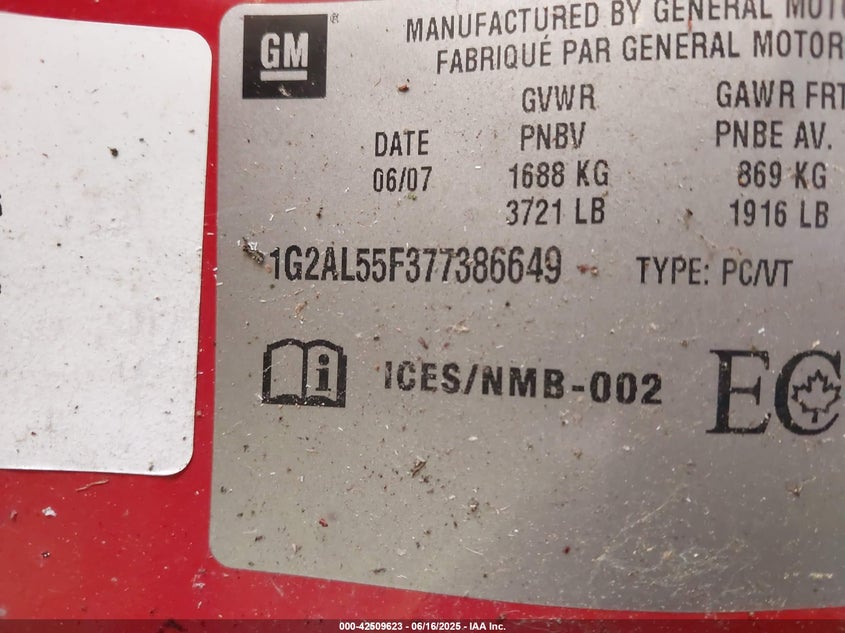 GM
MANUFACTURED BY GENERAL
FABRIQUÉ PAR GENERAL MOTOR
GVWR GAWR FRT
DATE PNBV PNBE AV.
06/07 1688 KG 869 KG
3721 LB 1916 LB
1G2AL55F377386649 TYPE: PC/VT
i ICES/NMB-002 EC
000-42509623 - 06/16/2025 - IAA Inc.